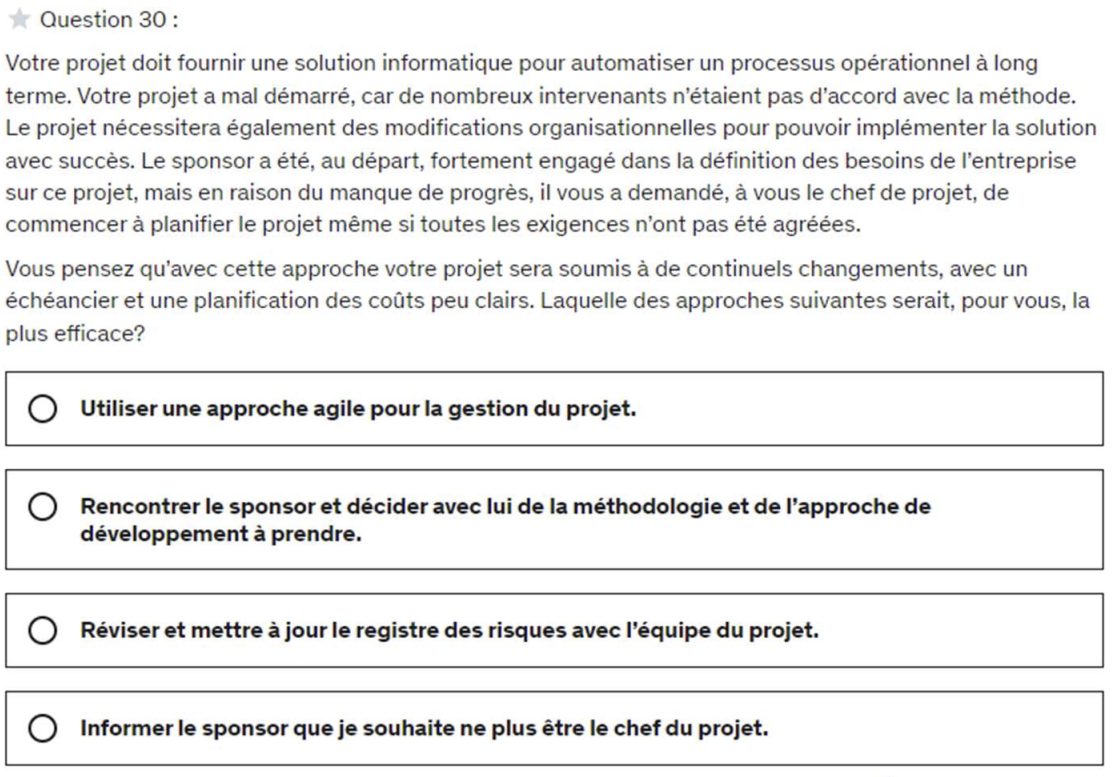 Question 30 :
Votre projet doit fournir une solution informatique pour automatiser un processus opérationnel à long
terme. Votre projet a mal démarré, car de nombreux intervenants n’étaient pas d’accord avec la méthode.
Le projet nécessitera également des modifications organisationnelles pour pouvoir implémenter la solution
avec succès. Le sponsor a été, au départ, fortement engagé dans la définition des besoins de l’entreprise
sur ce projet, mais en raison du manque de progrès, il vous a demandé, à vous le chef de projet, de
commencer à planifier le projet même si toutes les exigences n’ont pas été agréées.
Vous pensez qu’avec cette approche votre projet sera soumis à de continuels changements, avec un
échéancier et une planification des coûts peu clairs. Laquelle des approches suivantes serait, pour vous, la
plus efficace?
Utiliser une approche agile pour la gestion du projet.
Rencontrer le sponsor et décider avec lui de la méthodologie et de l’approche de
développement à prendre.
Réviser et mettre à jour le registre des risques avec l’équipe du projet.
Informer le sponsor que je souhaite ne plus être le chef du projet.